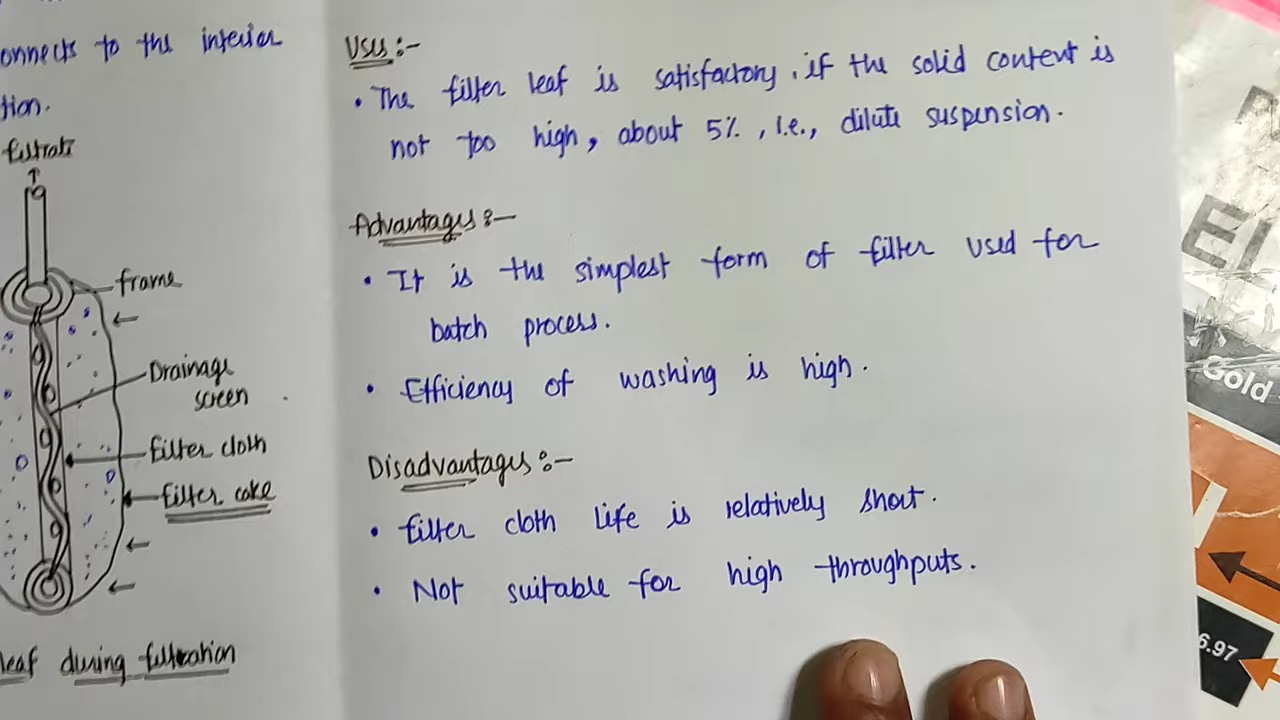 onnects to the interior
tion.
filtrate
frame
Drainage
screen
filter cloth
filter cake
leaf during filtration
Uses :-
• The filter leaf is satisfactory, if the solid content is
not too high, about 5%, i.e., dilute suspension.
Advantages :-
• It is the simplest form of filter used for
batch process.
• Efficiency of washing is high.
Disadvantages :-
• filter cloth life is relatively short.
• Not suitable for high throughputs.
Gold
6.97